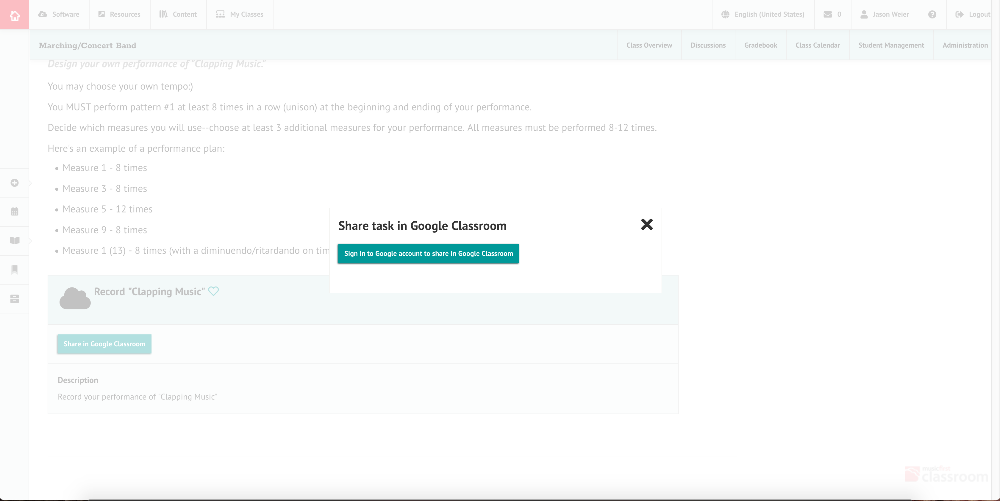 Software
Resources
Content
My Classes
English (United States)
0
Jason Weier
Logout
Marching/Concert Band
Class Overview
Discussions
Gradebook
Class Calendar
Student Management
Administration
Design your own performance of "Clapping Music."
You may choose your own tempo:)
You MUST perform pattern #1 at least 8 times in a row (unison) at the beginning and ending of your performance.
Decide which measures you will use--choose at least 3 additional measures for your performance. All measures must be performed 8-12 times.
Here's an example of a performance plan:
• Measure 1 - 8 times
• Measure 3 - 8 times
• Measure 5 - 12 times
• Measure 9 - 8 times
• Measure 1 (13) - 8 times (with a diminuendo/ritardando on tim
Share task in Google Classroom
Sign in to Google account to share in Google Classroom
Record "Clapping Music"
Share in Google Classroom
Description
Record your performance of "Clapping Music"
musicfirst
classroom